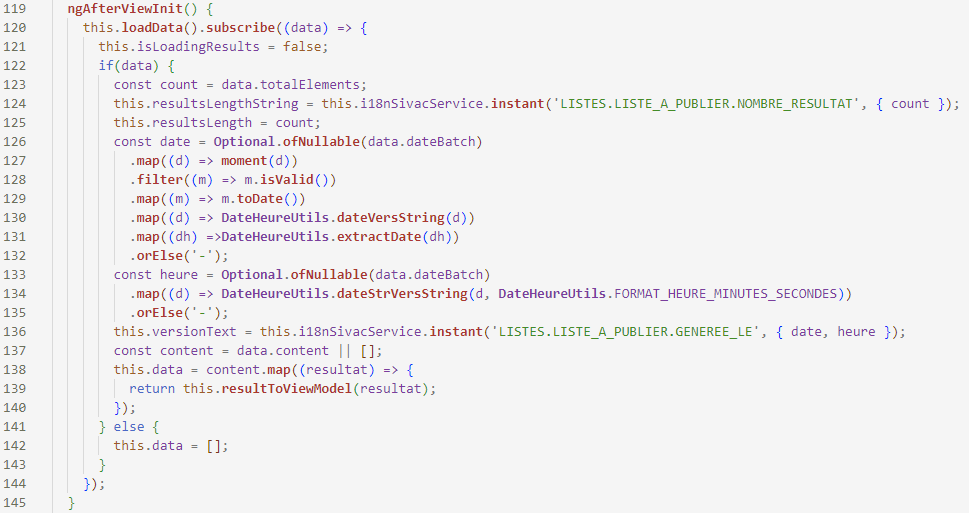 119 ngAfterViewInit() {
120 this.loadData().subscribe((data) => {
121 this.isLoadingResults = false;
122 if(data) {
123 const count = data.totalElements;
124 this.resultsLengthString = this.i18nSivacService.instant('LISTES.LISTE_A_PUBLIER.NOMBRE_RESULTAT', { count });
125 this.resultsLength = count;
126 const date = Optional.ofNullable(data.dateBatch)
127 .map((d) => moment(d))
128 .filter((m) => m.isValid())
129 .map((m) => m.toDate())
130 .map((d) => DateHeureUtils.dateVersString(d))
131 .map((dh) =>DateHeureUtils.extractDate(dh))
132 .orElse('-');
133 const heure = Optional.ofNullable(data.dateBatch)
134 .map((d) => DateHeureUtils.dateStrVersString(d, DateHeureUtils.FORMAT_HEURE_MINUTES_SECONDES))
135 .orElse('-');
136 this.versionText = this.i18nSivacService.instant('LISTES.LISTE_A_PUBLIER.GENEREE_LE', { date, heure });
137 const content = data.content || [];
138 this.data = content.map((resultat) => {
139 return this.resultToViewModel(resultat);
140 });
141 } else {
142 this.data = [];
143 }
144 });
145 }